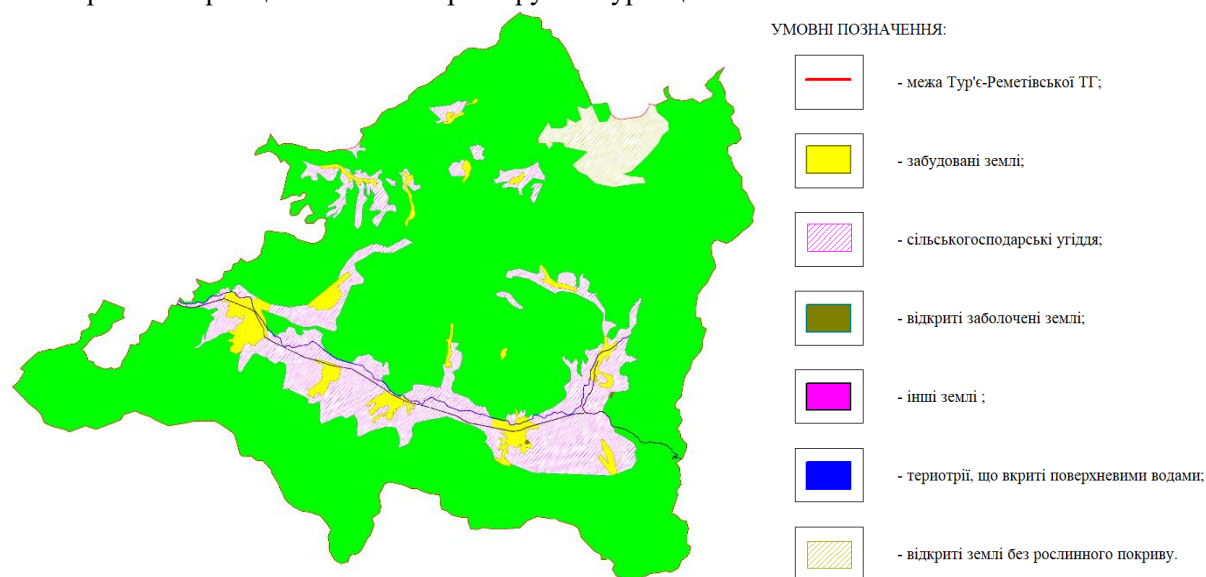 УМОВНІ ПОЗНАЧЕННЯ:
- межа Тур'є-Реметівської ТГ;
- забудовані землі;
- сільськогосподарські угіддя;
- відкриті заболочені землі;
- інші землі ;
- териотрії, що вкриті поверхневими водами;
- відкриті землі без рослинного покриву.